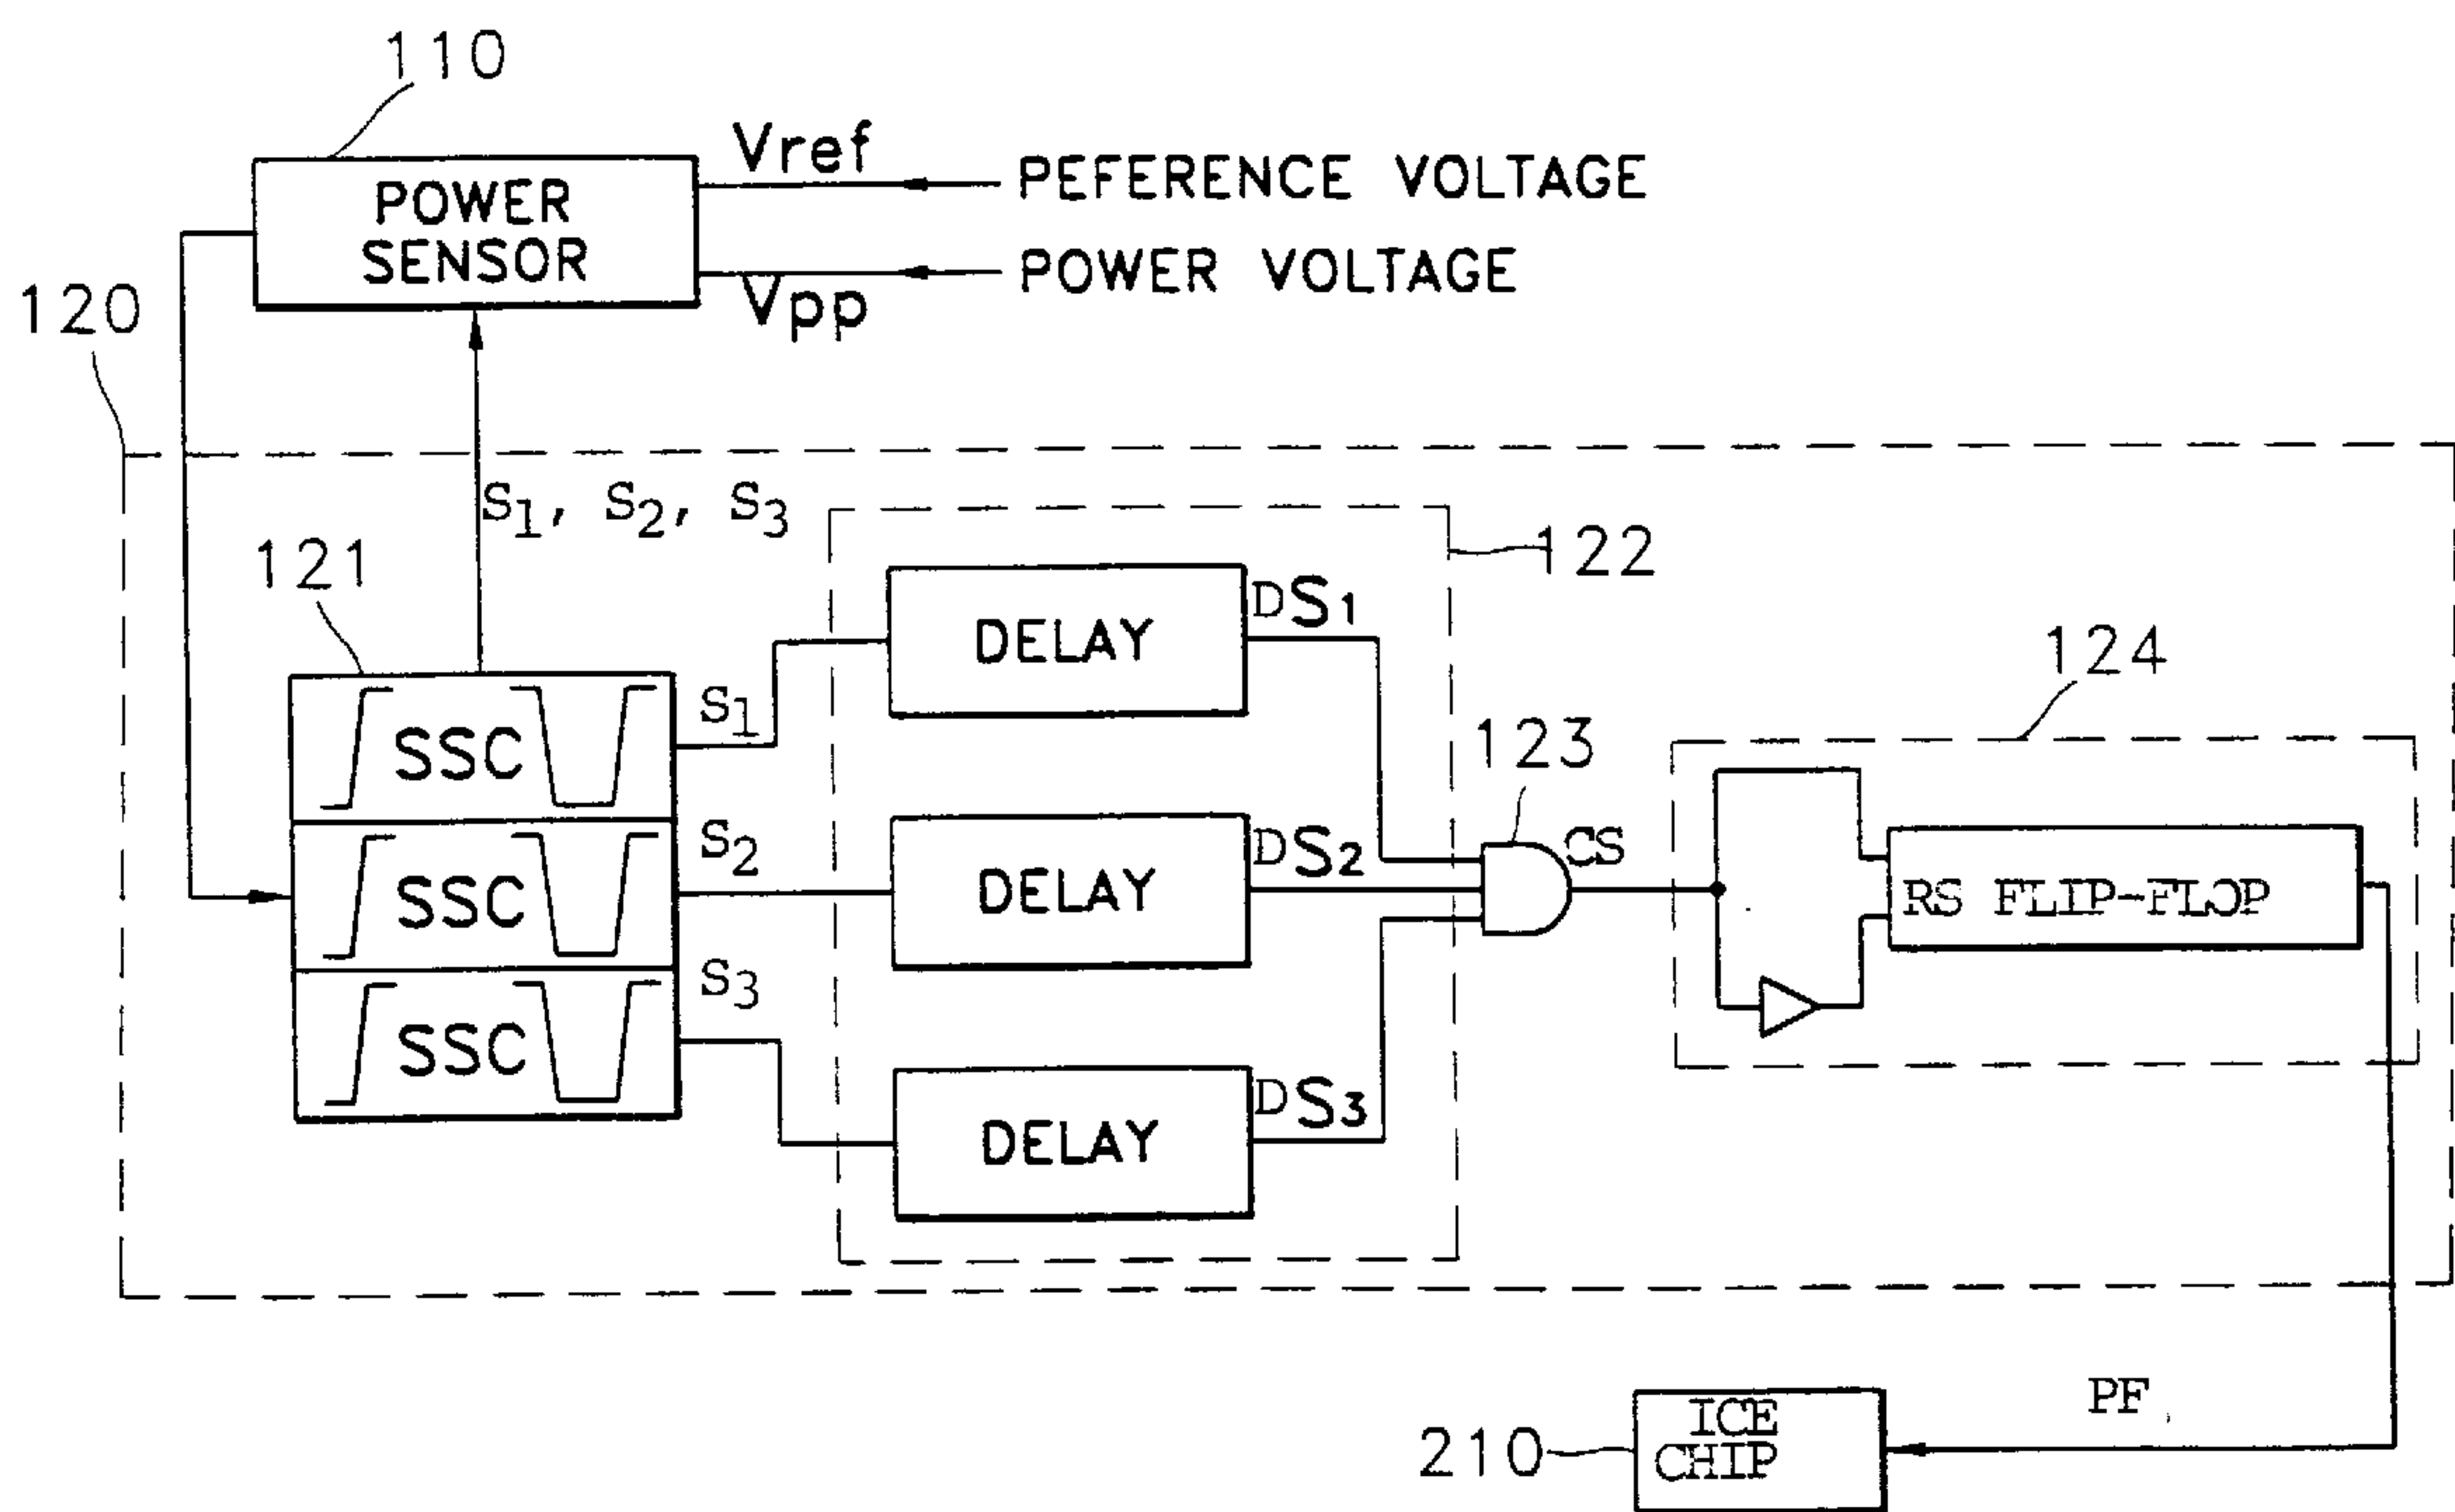 110
Vref
PEFERENCE VOLTAGE
POWER
SENSOR
POWER VOLTAGE
Vpp
120
S1, S2, S3
121
122
DS1
DELAY
124
S1
SSC
123
S2
DS2
CS
SSC
DELAY
RS FLIP-FLOP
S3
SSC
DS3
DELAY
PF
ICE
CHIP
210